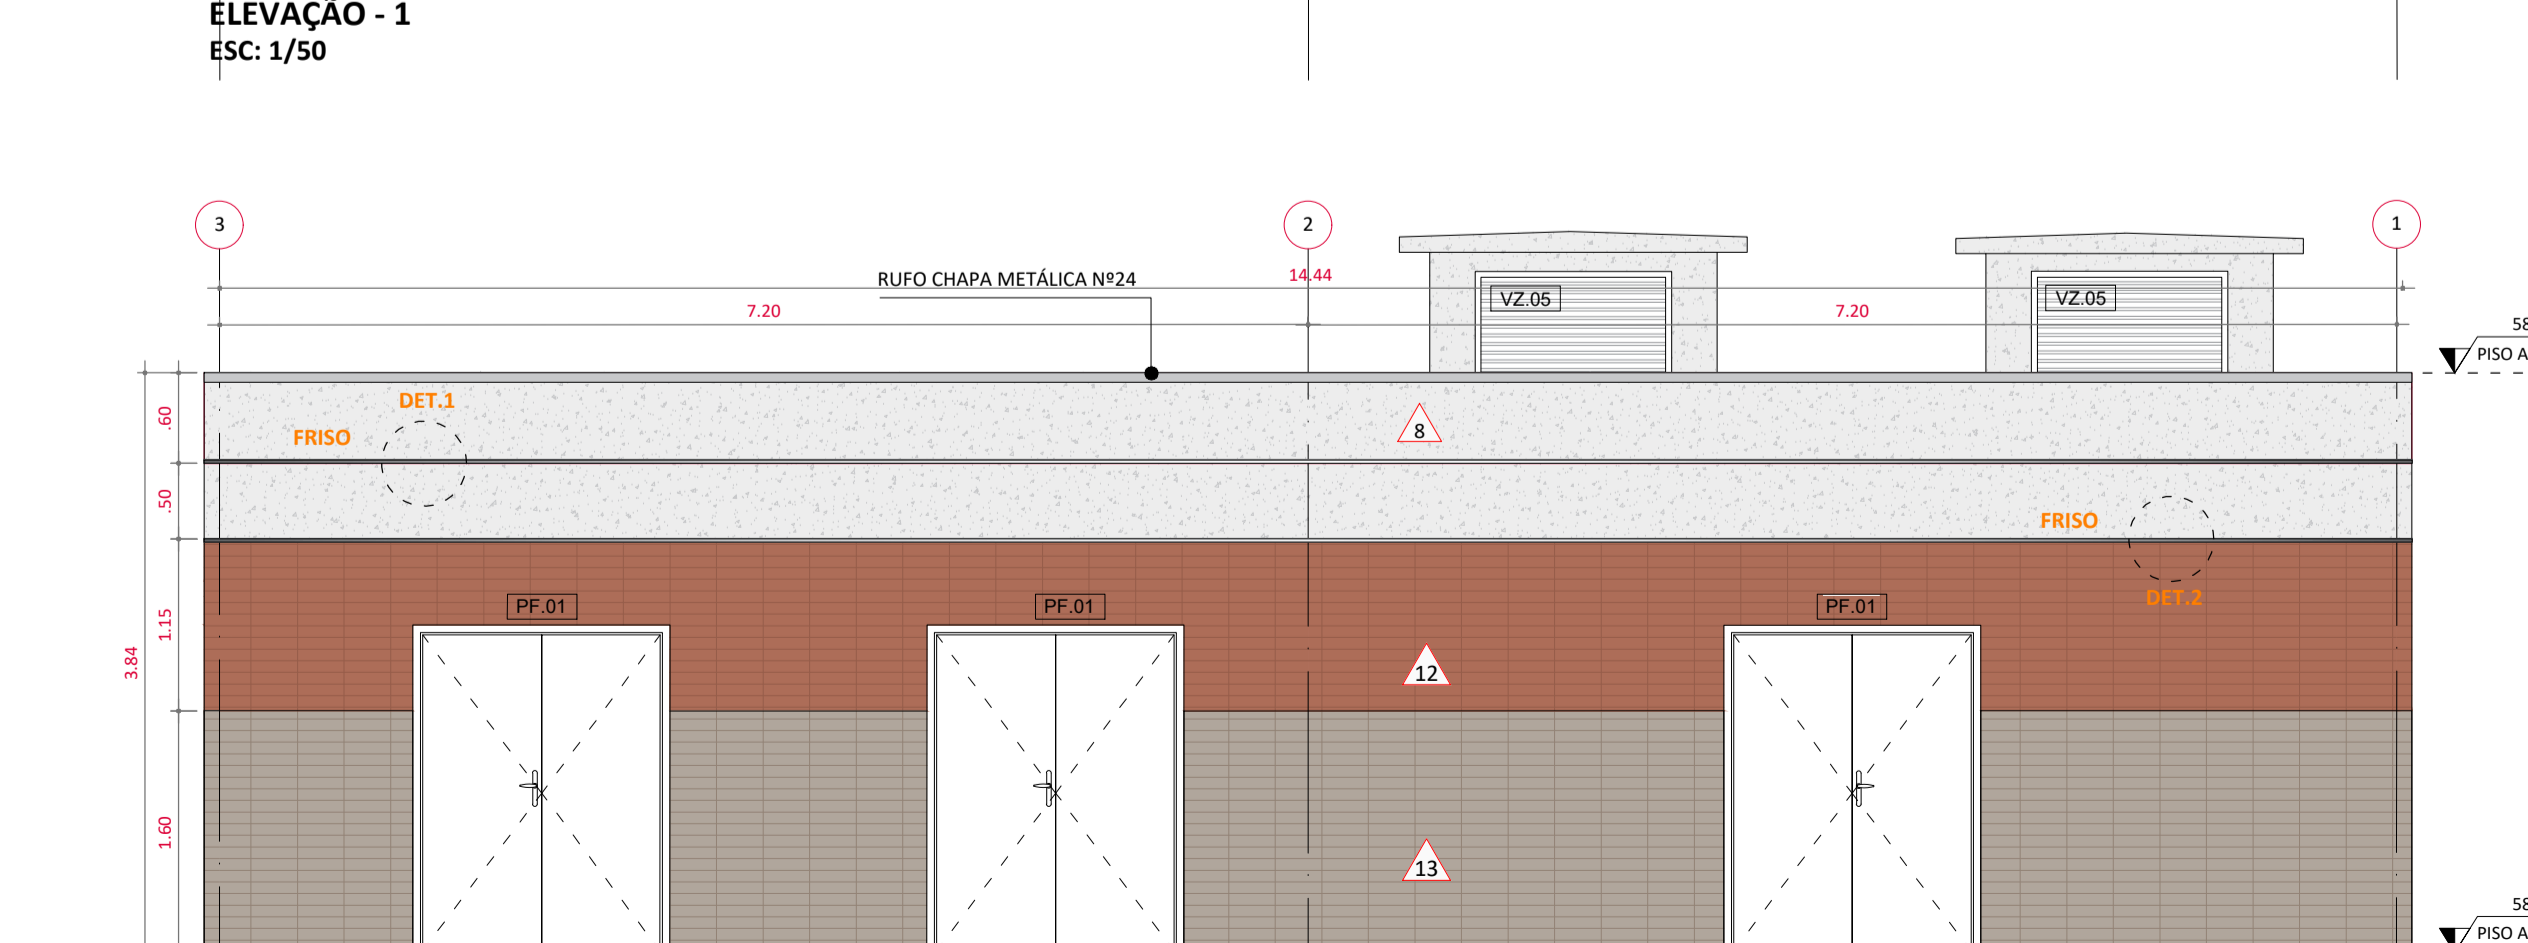 ELEVAÇÃO - 1
ESC: 1/50
3
2
1
14.44
RUFO CHAPA METÁLICA Nº24
7.20
7.20
VZ.05
VZ.05
PISO
.60
DET.1
FRISO
8
.50
FRISO
DET.2
1.15
PF.01
PF.01
PF.01
3.84
12
1.60
13
PISO